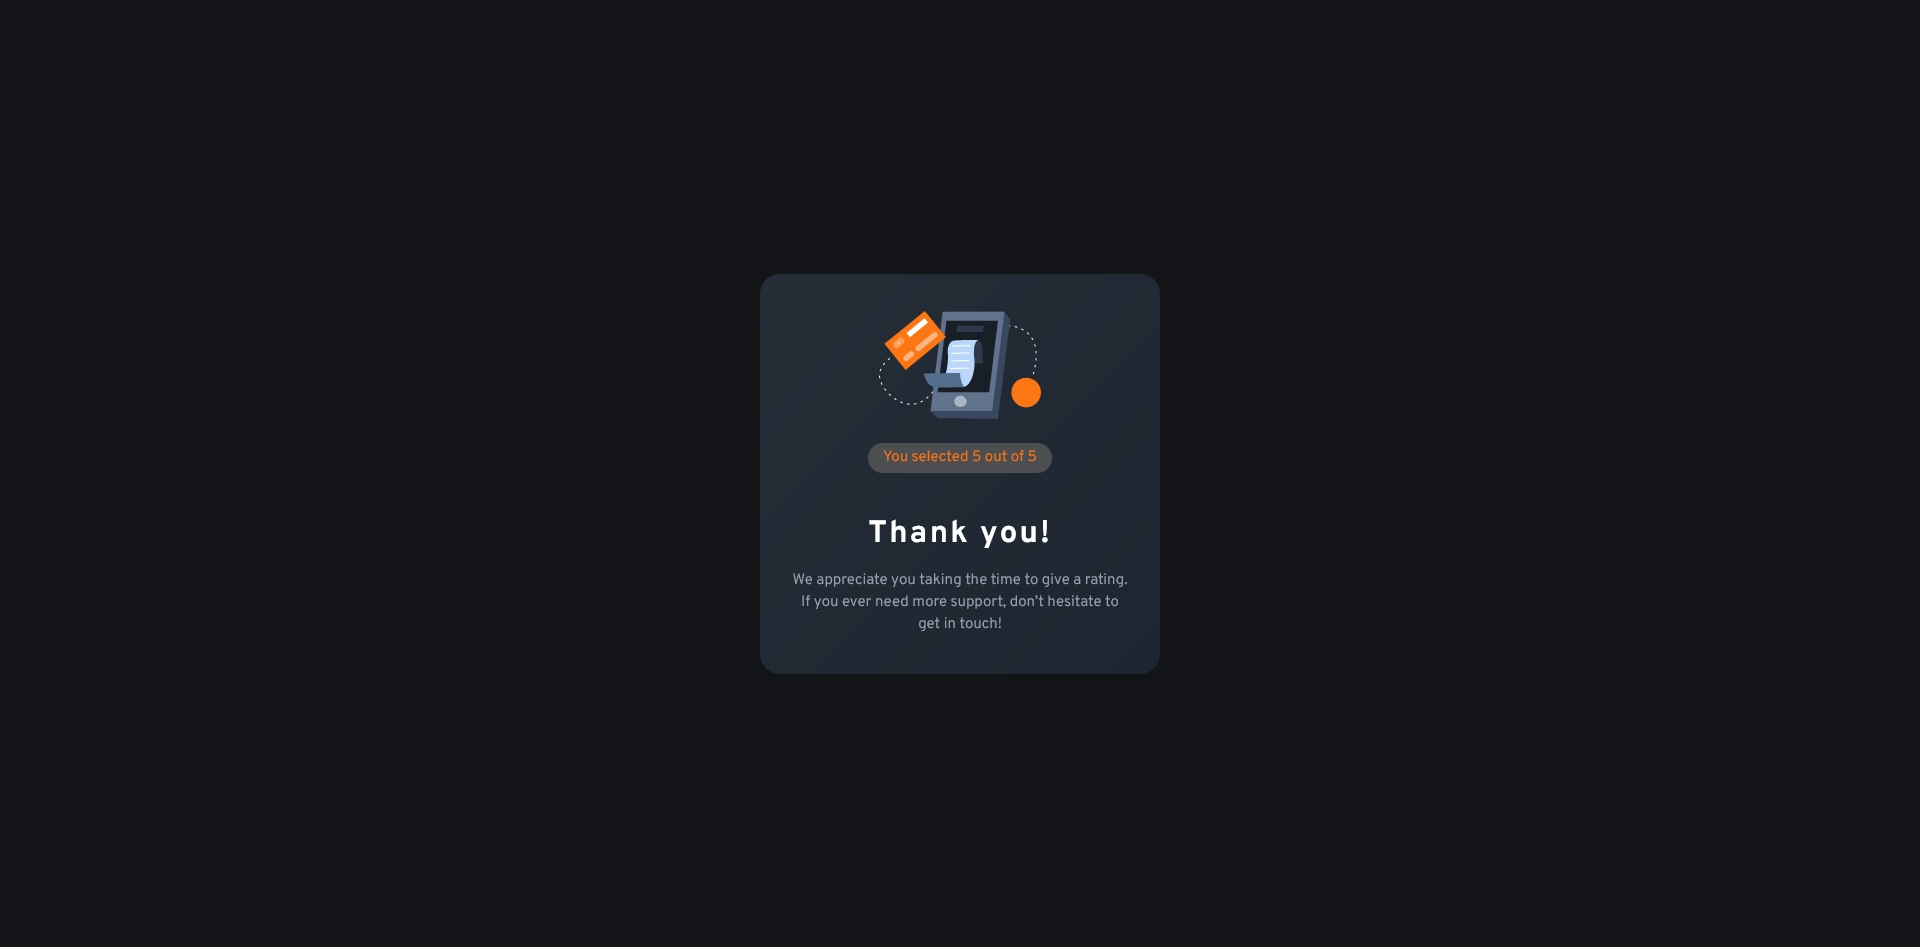 You selected 5 out of 5
Thank you!
We appreciate you taking the time to give a rating.
If you ever need more support, don’t hesitate to
get in touch!